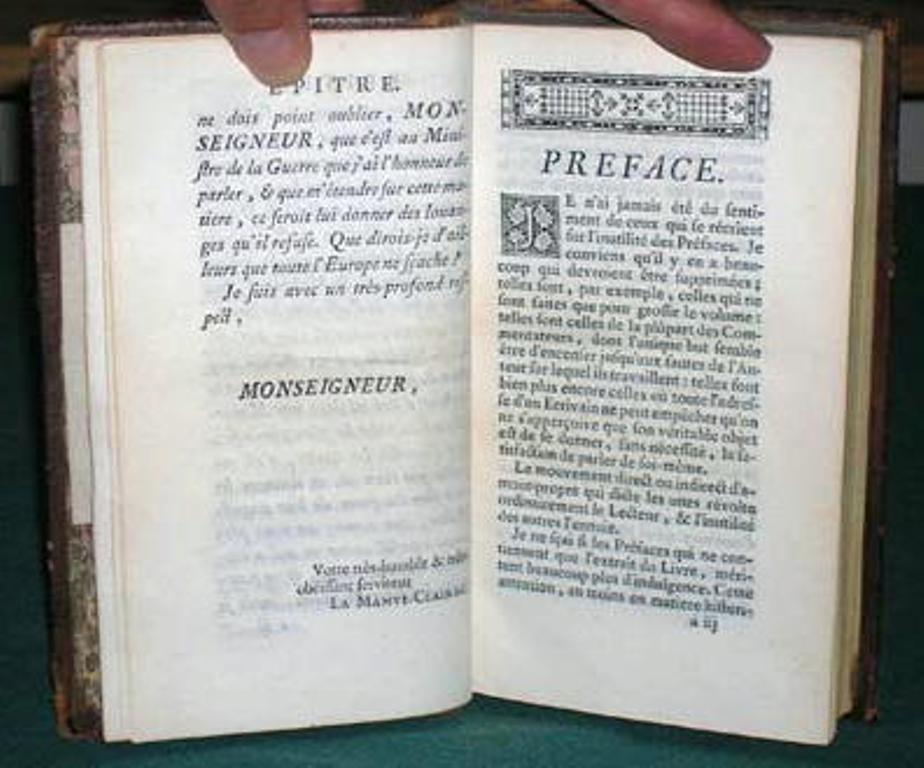 EPITRE.
ne dois point oublier, MON-
SEIGNEUR, que c'est au Mini-
stre de la Guerre que j'ai l'honneur de
parler, & que m'étendre sur cette ma-
tiere, ce seroit lui donner des louan-
ges qu'il refuse. Que dirois-je d'ail-
leurs que toute l'Europe ne sçache ?
Je suis avec un très-profond res-
pect,
MONSEIGNEUR,
Votre très-humble & très-
obéissant serviteur
LA MAMYE-CLAIRAC
PREFACE.
JE n'ai jamais été du senti-
ment de ceux qui se récrient
sur l'inutilité des Préfaces. Je
conviens qu'il y en a beau-
coup qui devroient être supprimées ;
telles sont, par exemple, celles qui ne
sont faites que pour grossir le volume :
telles sont celles de la plûpart des Com-
mentateurs, dont l'unique but semble
être d'encenser jusqu'aux fautes de l'Au-
teur sur lequel ils travaillent : telles sont
bien plus encore celles où toute l'adres-
se d'un Ecrivain ne peut empêcher qu'on
ne s'apperçoive que son véritable objet
est de se donner, sans nécessité, la sa-
tisfaction de parler de soi-même.
Le mouvement direct ou indirect d'a-
mour-propre qui dicte les unes révolte
ordinairement le Lecteur, & l'inutilité
des autres l'ennuie.
Je ne sçai si les Préfaces qui ne con-
tiennent que l'extrait du Livre, méri-
tent beaucoup plus d'indulgence. Cette
attention, au moins en matiere
a iij